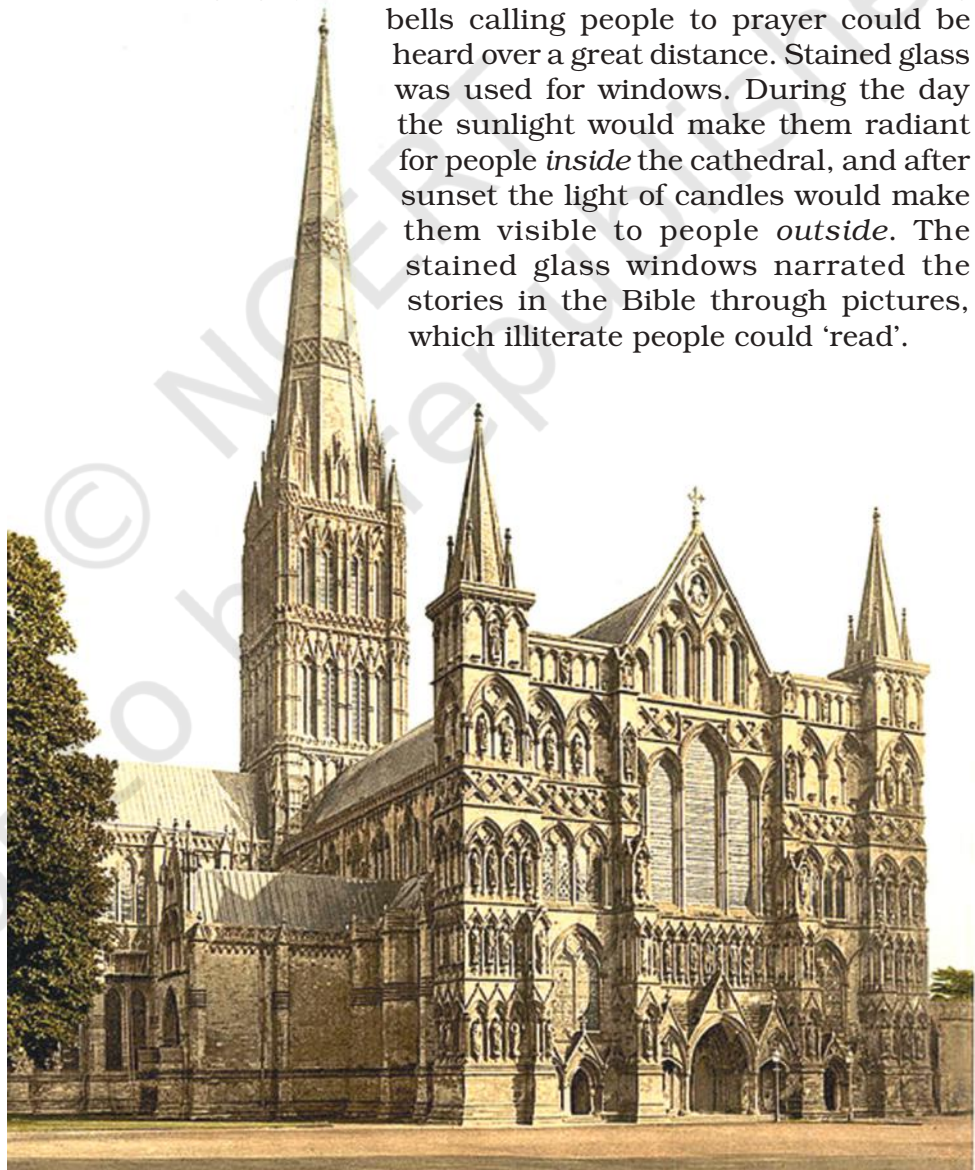 bells calling people to prayer could be
heard over a great distance. Stained glass
was used for windows. During the day
the sunlight would make them radiant
for people inside the cathedral, and after
sunset the light of candles would make
them visible to people outside. The
stained glass windows narrated the
stories in the Bible through pictures,
which illiterate people could ‘read’.
© NCERT
republished